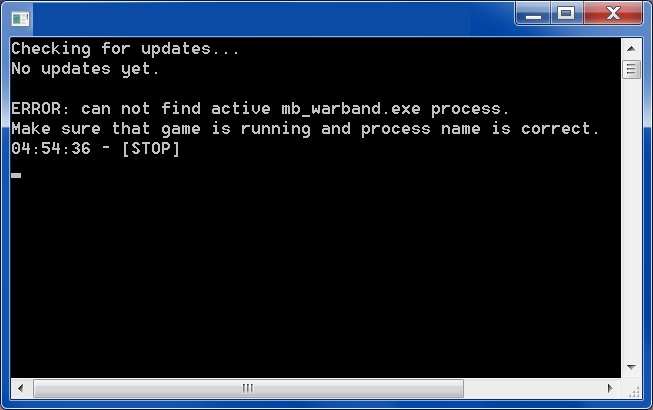 Checking for updates...
No updates yet.
ERROR: can not find active mb_warband.exe process.
Make sure that game is running and process name is correct.
04:54:36 - [STOP]